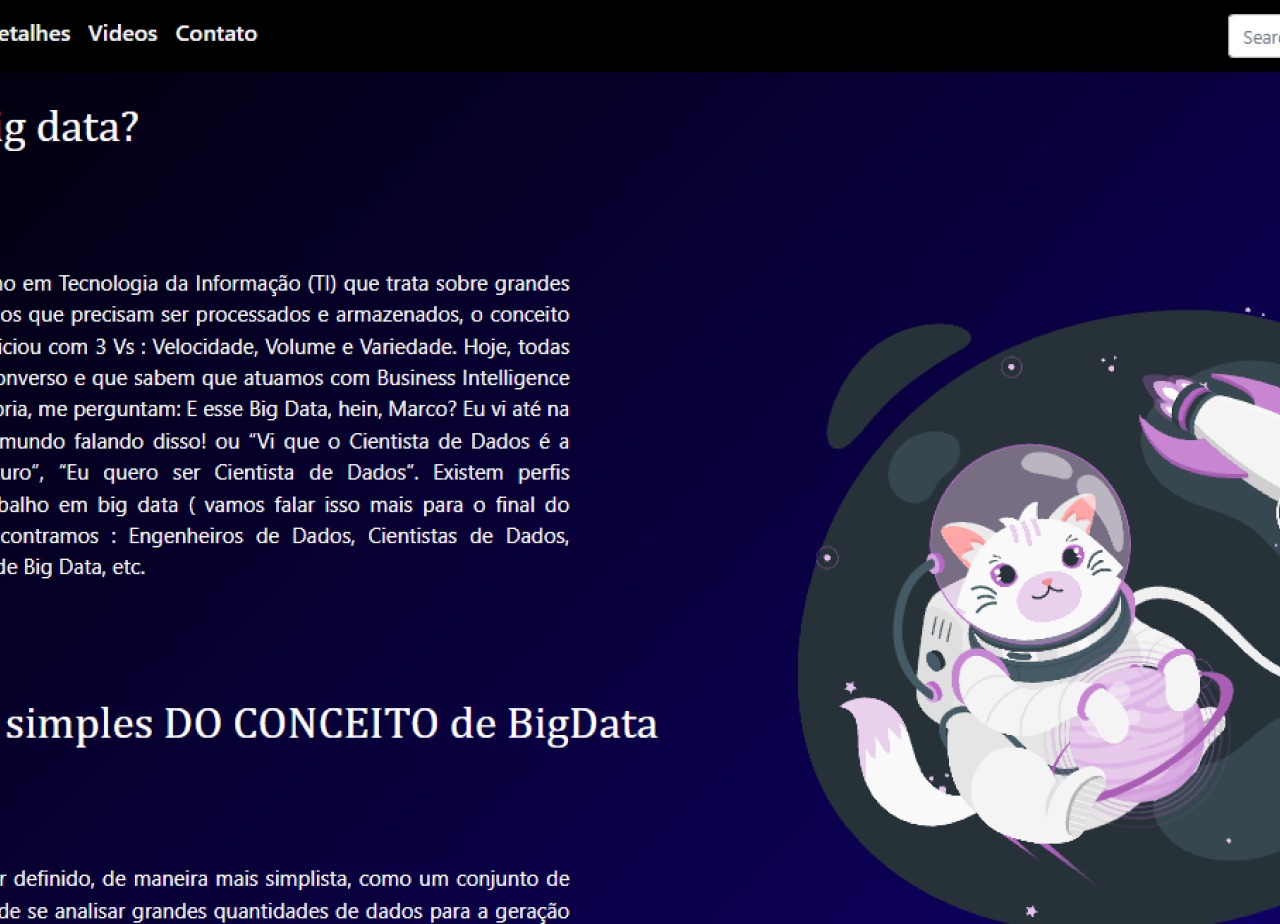 etalhes Videos Contato Sear
ig data?
no em Tecnologia da Informação (TI) que trata sobre grandes
os que precisam ser processados e armazenados, o conceito
iciou com 3 Vs : Velocidade, Volume e Variedade. Hoje, todas
onverso e que sabem que atuamos com Business Intelligence
oria, me perguntam: E esse Big Data, hein, Marco? Eu vi até na
mundo falando disso! ou “Vi que o Cientista de Dados é a
uro“, “Eu quero ser Cientista de Dados“. Existem perfis
balho em big data ( vamos falar isso mais para o final do
contramos : Engenheiros de Dados, Cientistas de Dados,
de Big Data, etc.
simples DO CONCEITO de BigData
r definido, de maneira mais simplista, como um conjunto de
de se analisar grandes quantidades de dados para a geração